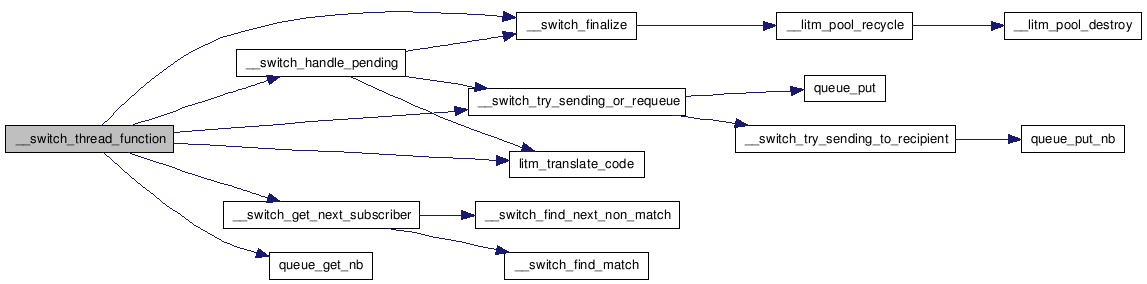 __switch_finalize
__litm_pool_recycle
__litm_pool_destroy
__switch_handle_pending
queue_put
__switch_try_sending_or_requeue
__switch_thread_function
__switch_try_sending_to_recipient
queue_put_nb
litm_translate_code
__switch_get_next_subscriber
__switch_find_next_non_match
queue_get_nb
__switch_find_match